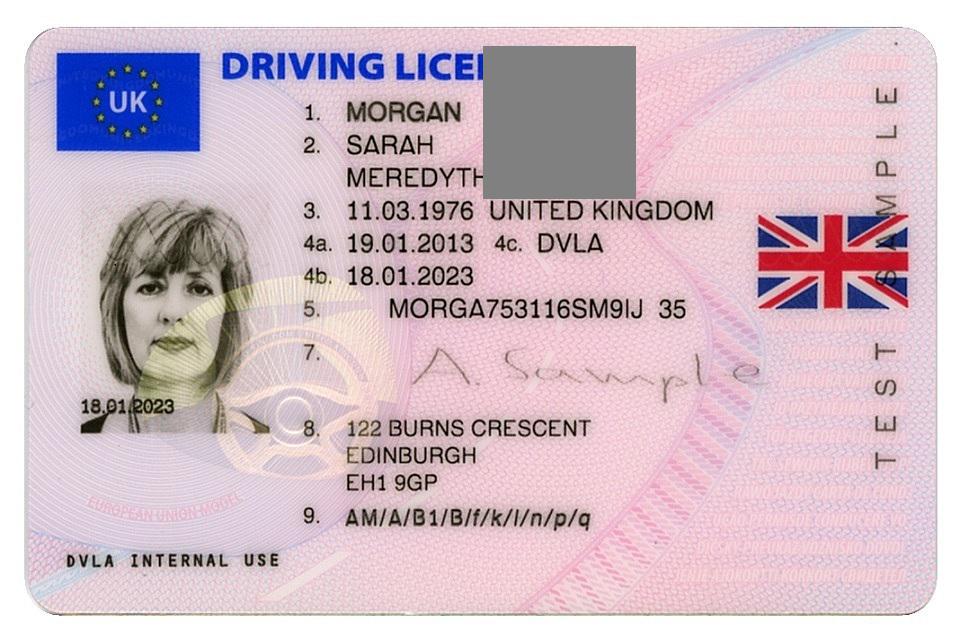 UK
DRIVING
1. MORGAN
2. SARAH
MEREDYTH
3. 11.03.1976 UNITED KINGDOM
4a. 19.01.2013 4c. DVLA
4b. 18.01.2023
5. MORGA753116SM9IJ 35
7. A. Sample
18.01.2023
8. 122 BURNS CRESCENT
EDINBURGH
EH1 9GP
9. AM/A/B1/B/f/k/l/n/p/q
EUROPEAN UNION MODEL
DVLA INTERNAL USE
TEST SAMPLE